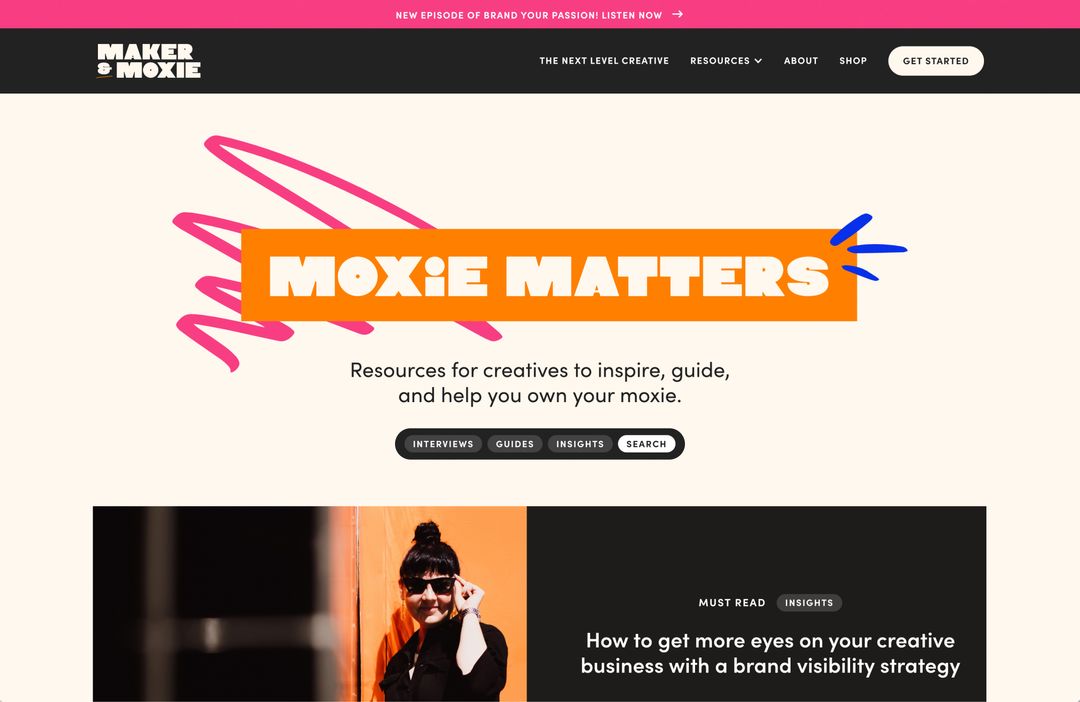 NEW EPISODE OF BRAND YOUR PASSION! LISTEN NOW →
MAKER
& MOXIE
THE NEXT LEVEL CREATIVE
RESOURCES
ABOUT
SHOP
GET STARTED
MOXiE MATTERS
Resources for creatives to inspire, guide,
and help you own your moxie.
INTERVIEWS
GUIDES
INSIGHTS
SEARCH
MUST READ
INSIGHTS
How to get more eyes on your creative
business with a brand visibility strategy